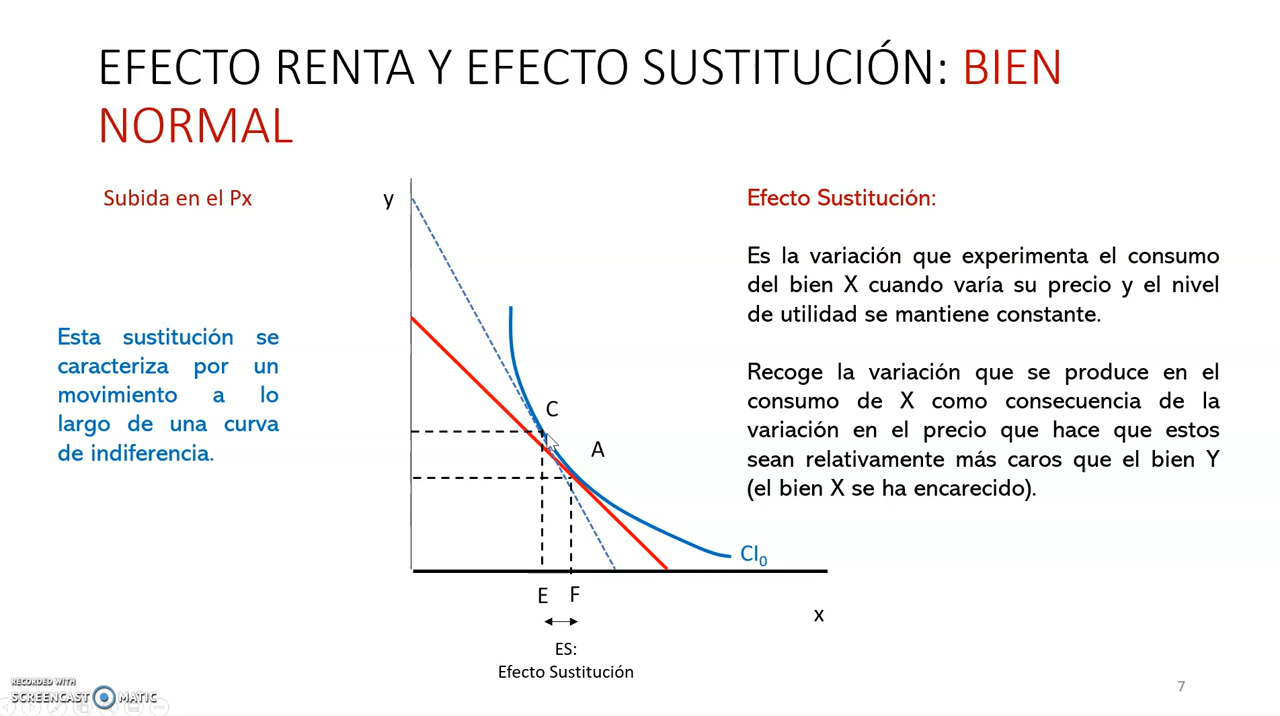 EFECTO RENTA Y EFECTO SUSTITUCIÓN: BIEN
NORMAL
Subida en el Px
Esta sustitución se
caracteriza por un
movimiento a lo
largo de una curva
de indiferencia.
y
C
A
CI0
E F
x
ES:
Efecto Sustitución
Efecto Sustitución:
Es la variación que experimenta el consumo
del bien X cuando varía su precio y el nivel
de utilidad se mantiene constante.
Recoge la variación que se produce en el
consumo de X como consecuencia de la
variación en el precio que hace que estos
sean relativamente más caros que el bien Y
(el bien X se ha encarecido).
RECORDED WITH
SCREENCAST MATIC
7